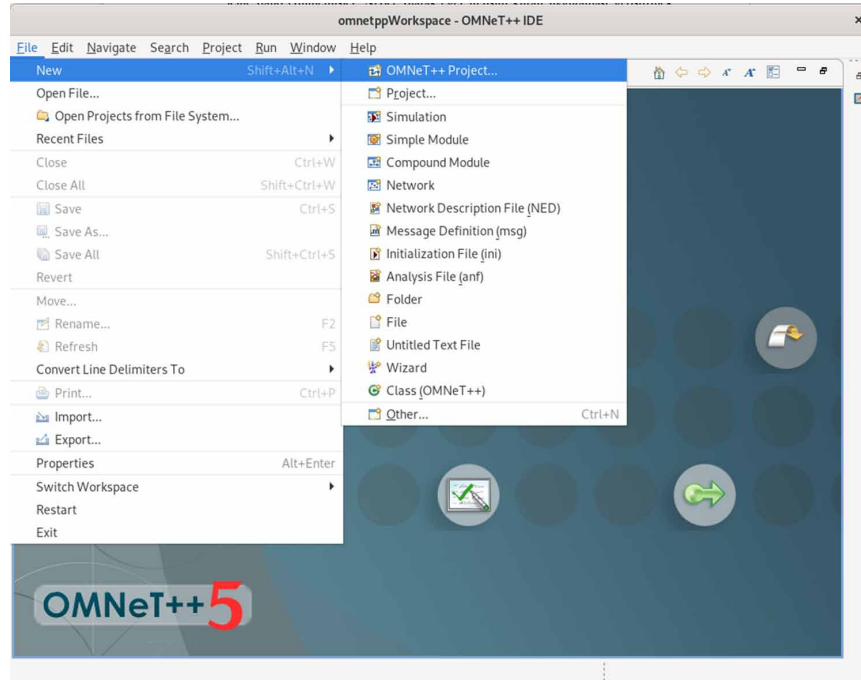 omnetppWorkspace - OMNeT++ IDE
File Edit Navigate Search Project Run Window Help
New Shift+Alt+N
Open File...
Open Projects from File System...
Recent Files
Close Ctrl+W
Close All Shift+Ctrl+W
Save Ctrl+S
Save As...
Save All Shift+Ctrl+S
Revert
Move...
Rename... F2
Refresh F5
Convert Line Delimiters To
Print... Ctrl+P
Import...
Export...
Properties Alt+Enter
Switch Workspace
Restart
Exit
OMNeT++ Project...
Project...
Simulation
Simple Module
Compound Module
Network
Network Description File (NED)
Message Definition (msg)
Initialization File (ini)
Analysis File (anf)
Folder
File
Untitled Text File
Wizard
Class (OMNeT++)
Other... Ctrl+N
OMNeT++ 5